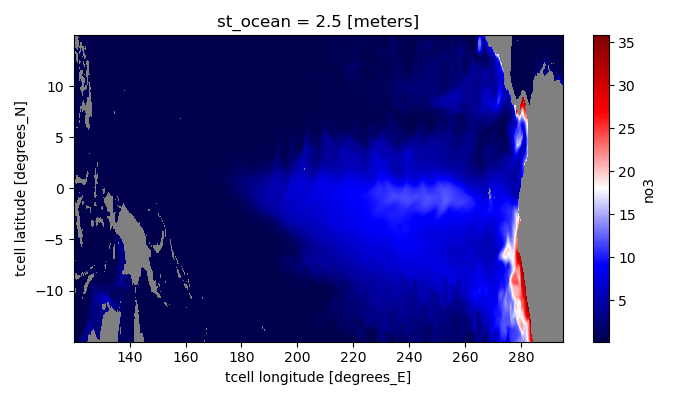 st_ocean = 2.5 [meters]
tcell latitude [degrees_N]
10
5
0
−5
−10
140 160 180 200 220 240 260 280
tcell longitude [degrees_E]
35
30
25
20
15
10
5
no3